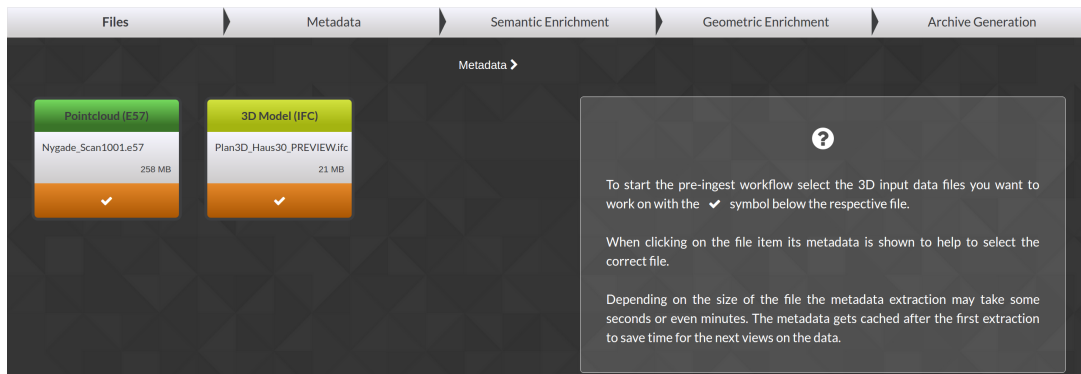 Files
Metadata
Semantic Enrichment
Geometric Enrichment
Archive Generation
Metadata
Pointcloud (E57)
Nygade_Scan1001.e57
258 MB
3D Model (IFC)
Plan3D_Haus30_PREVIEW.ifc
21 MB
?
To start the pre-ingest workflow select the 3D input data files you want to
work on with the ✔ symbol below the respective file.
When clicking on the file item its metadata is shown to help to select the
correct file.
Depending on the size of the file the metadata extraction may take some
seconds or even minutes. The metadata gets cached after the first extraction
to save time for the next views on the data.